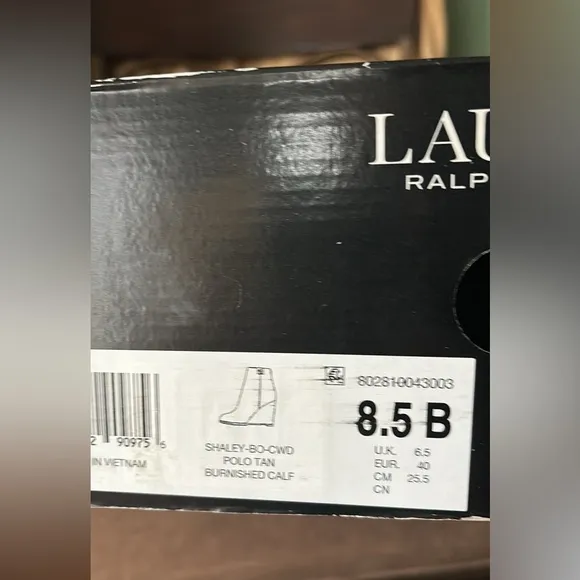 LAU
RALP
802810043003
8.5 B
U.K. 6.5
EUR. 40
CM 25.5
CN
SHALEY-BO-CWD
POLO TAN
BURNISHED CALF
2 90975 6
IN VIETNAM